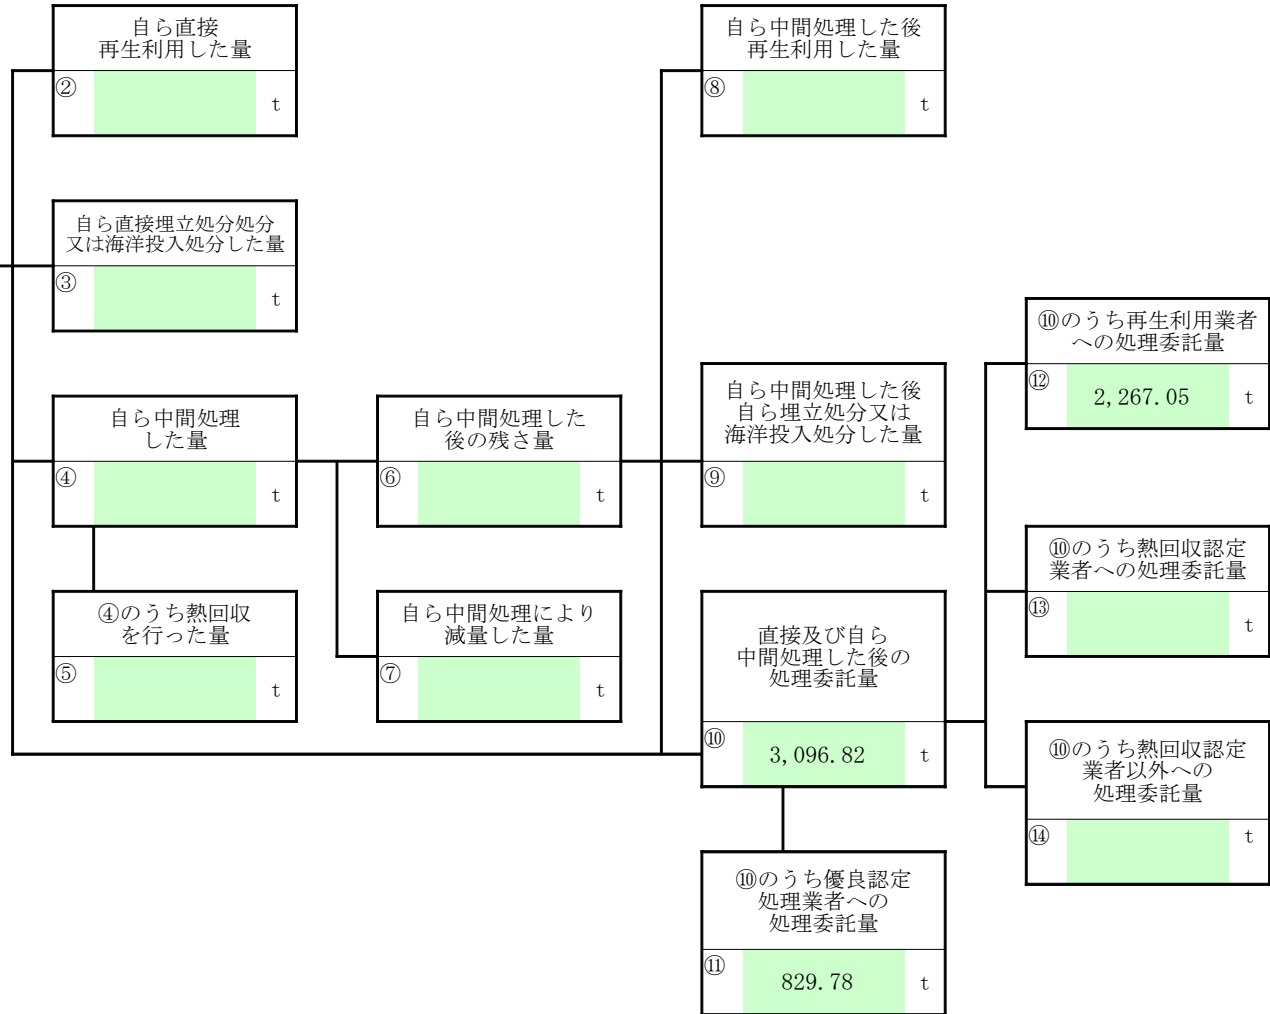 自ら直接
再生利用した量
②
t
自ら中間処理した後
再生利用した量
⑧
t
自ら直接埋立処分処分
又は海洋投入処分した量
③
t
⑩のうち再生利用業者
への処理委託量
⑫
2,267.05 t
自ら中間処理
した量
④
t
自ら中間処理した
後の残さ量
⑥
t
自ら中間処理した後
自ら埋立処分又は
海洋投入処分した量
⑨
t
⑩のうち熱回収認定
業者への処理委託量
⑬
t
④のうち熱回収
を行った量
⑤
t
自ら中間処理により
減量した量
⑦
t
直接及び自ら
中間処理した後の
処理委託量
⑩
3,096.82 t
⑩のうち熱回収認定
業者以外への
処理委託量
⑭
t
⑩のうち優良認定
処理業者への
処理委託量
⑪
829.78 t